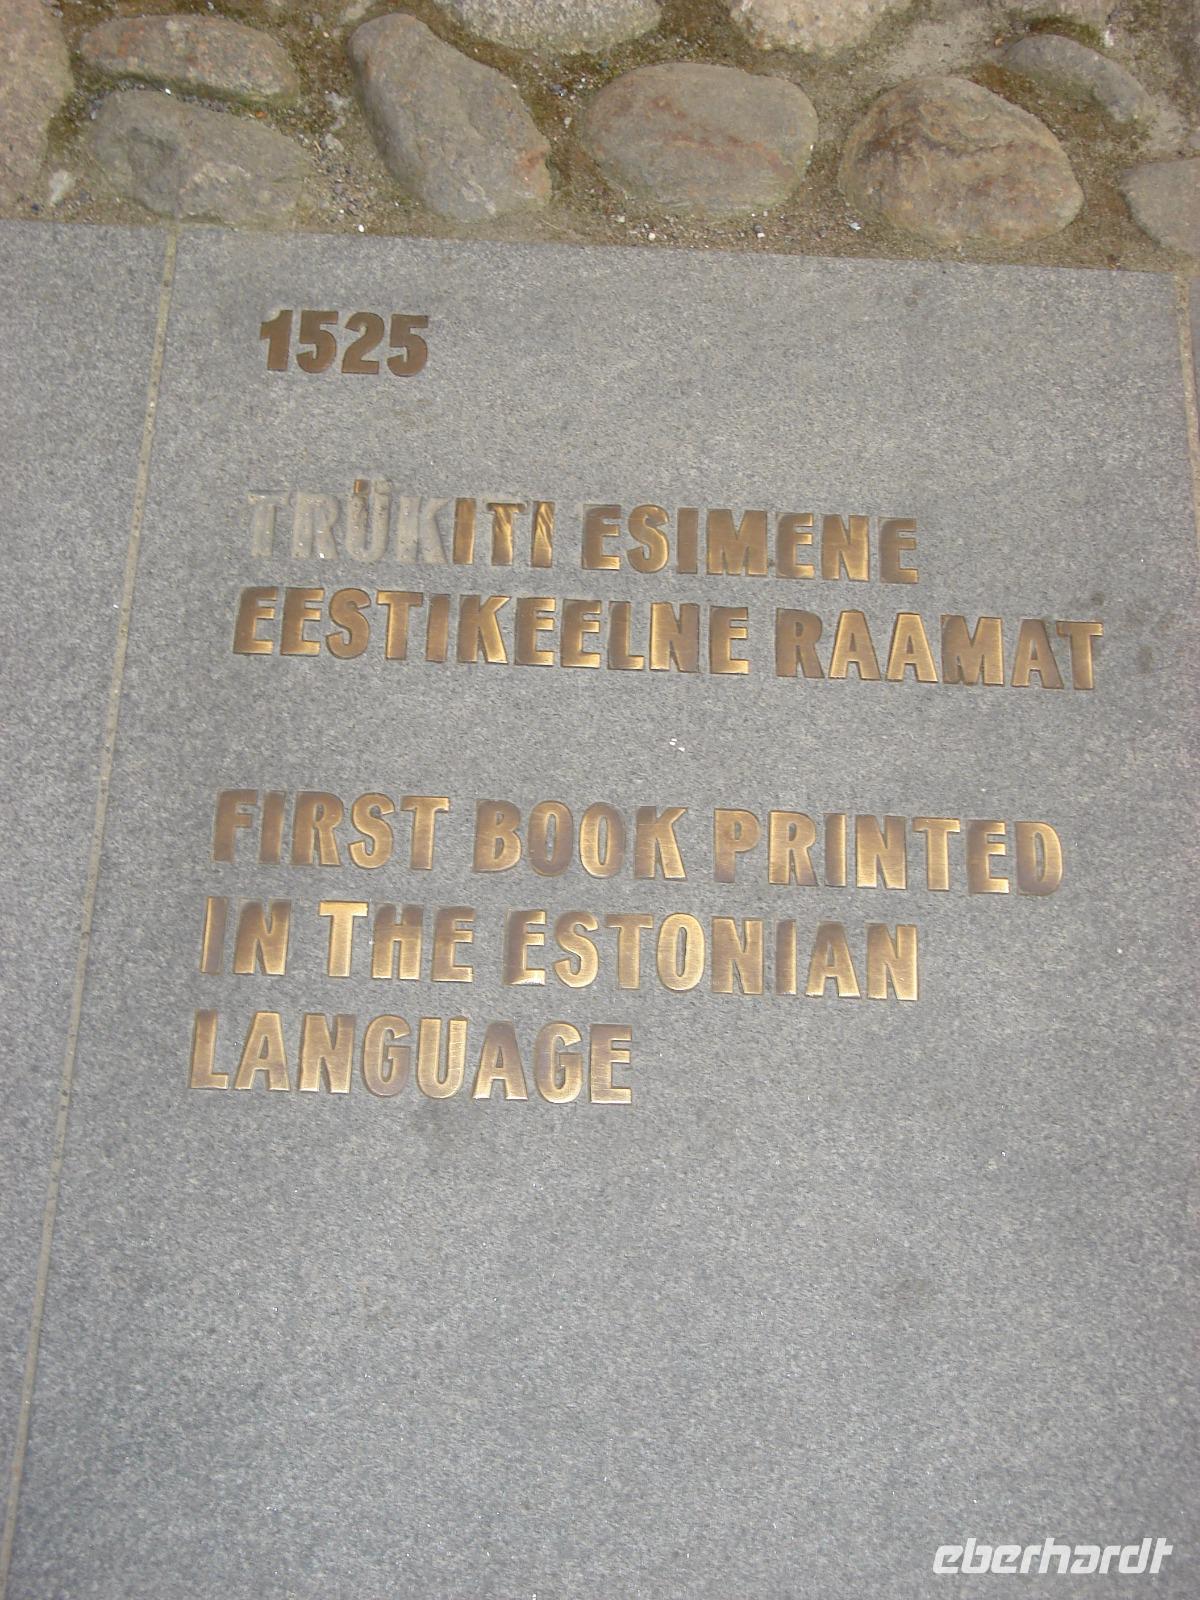 1525
TRÜKITI ESIMENE
EESTIKEELNE RAAMAT
FIRST BOOK PRINTED
IN THE ESTONIAN
LANGUAGE
eberhardt